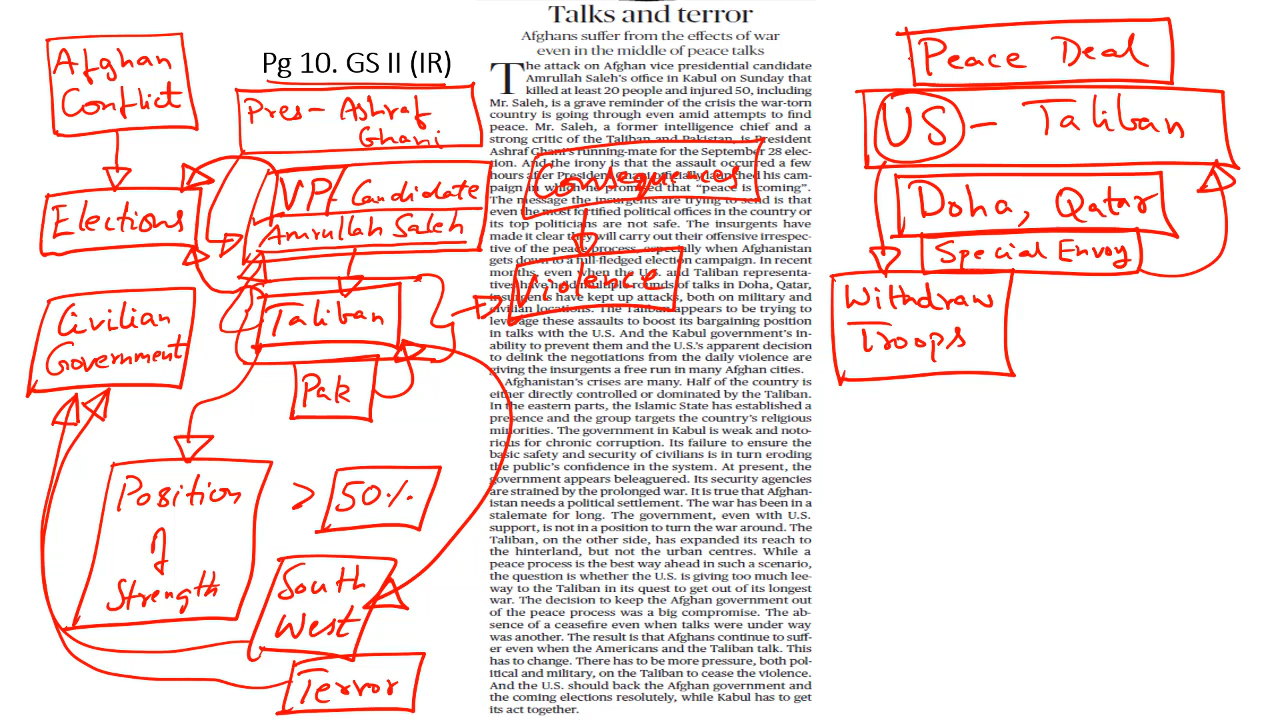 Afghan
Conflict
Elections
Civilian
Government
Pg 10. GS II (IR)
Pres- Ashraf
Ghani
VP- Candidate
Amrullah Saleh
Taliban
Pak
Position
of
Strength
> 50%
South
West
Terror
Talks and terror
Afghans suffer from the effects of war
even in the middle of peace talks
The attack on Afghan vice presidential candidate
Amrullah Saleh's office in Kabul on Sunday that
killed at least 20 people and injured 50, including
Mr. Saleh, is a grave reminder of the crisis the war-torn
country is going through even amid attempts to find
peace. Mr. Saleh, a former intelligence chief and a
strong critic of the Taliban and Pakistan, is President
Ashraf Ghani's running-mate for the September 28 elec-
tion. And the irony is that the assault occurred a few
hours after President Ghani officially launched his cam-
paign in which he promised that "peace is coming".
The message the insurgents are trying to send is that
even the most fortified political offices in the country or
its top politicians are not safe. The insurgents have
made it clear they will carry out their offensive irrespec-
tive of the peace process, especially when Afghanistan
gets down to a full-fledged election campaign. In recent
months, even when the U.S. and Taliban representa-
tives have held multiple rounds of talks in Doha, Qatar,
insurgents have kept up attacks, both on military and
civilian locations. The Taliban appears to be trying to
leverage these assaults to boost its bargaining position
in talks with the U.S. And the Kabul government's in-
ability to prevent them and the U.S.'s apparent decision
to delink the negotiations from the daily violence are
giving the insurgents a free run in many Afghan cities.
Afghanistan's crises are many. Half of the country is
either directly controlled or dominated by the Taliban.
In the eastern parts, the Islamic State has established a
presence and the group targets the country's religious
minorities. The government in Kabul is weak and noto-
rious for chronic corruption. Its failure to ensure the
basic safety and security of civilians is in turn eroding
the public's confidence in the system. At present, the
government appears beleaguered. Its security agencies
are strained by the prolonged war. It is true that Afghan-
istan needs a political settlement. The war has been in a
stalemate for long. The government, even with U.S.
support, is not in a position to turn the war around. The
Taliban, on the other side, has expanded its reach to
the hinterland, but not the urban centres. While a
peace process is the best way ahead in such a scenario,
the question is whether the U.S. is giving too much lee-
way to the Taliban in its quest to get out of its longest
war. The decision to keep the Afghan government out
of the peace process was a big compromise. The ab-
sence of a ceasefire even when talks were under way
was another. The result is that Afghans continue to suff-
er even when the Americans and the Taliban talk. This
has to change. There has to be more pressure, both pol-
itical and military, on the Taliban to cease the violence.
And the U.S. should back the Afghan government and
the coming elections resolutely, while Kabul has to get
its act together.
Consequences
Violence
Peace Deal
US - Taliban
Doha, Qatar
Special Envoy
Withdraw
Troops